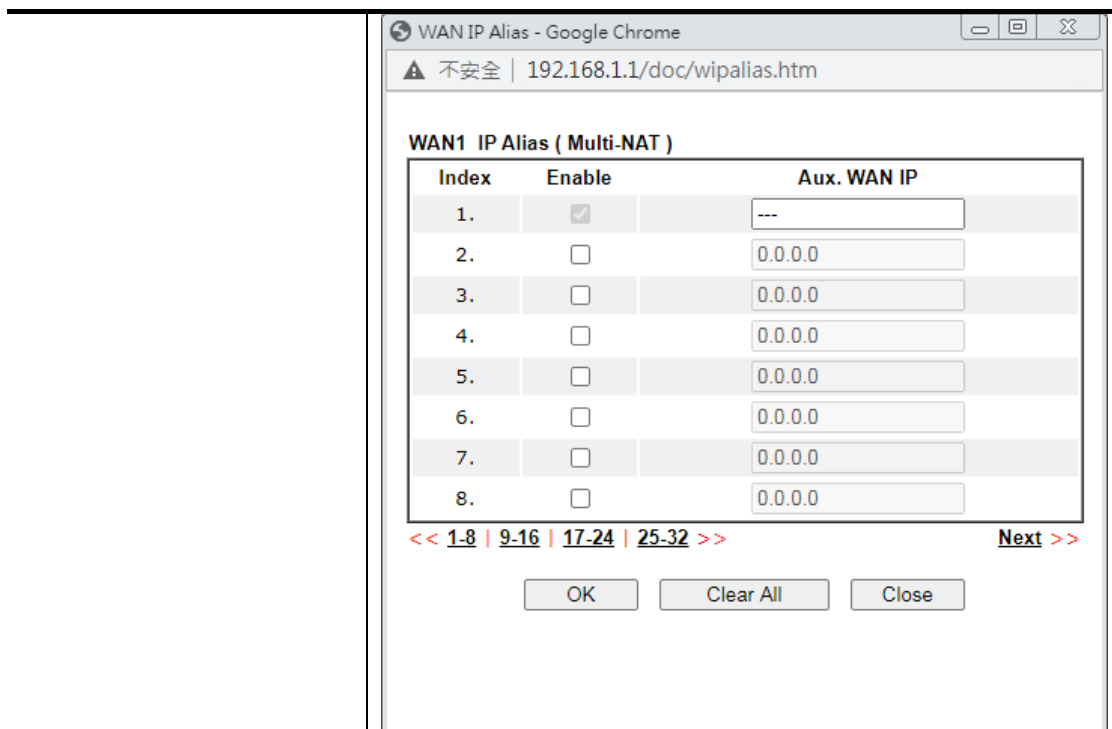 WAN IP Alias - Google Chrome
不安全 | 192.168.1.1/doc/wipalias.htm
WAN1 IP Alias ( Multi-NAT )
Index Enable Aux. WAN IP
1. ---
2. 0.0.0.0
3. 0.0.0.0
4. 0.0.0.0
5. 0.0.0.0
6. 0.0.0.0
7. 0.0.0.0
8. 0.0.0.0
<< 1-8 | 9-16 | 17-24 | 25-32 >> Next >>
OK Clear All Close